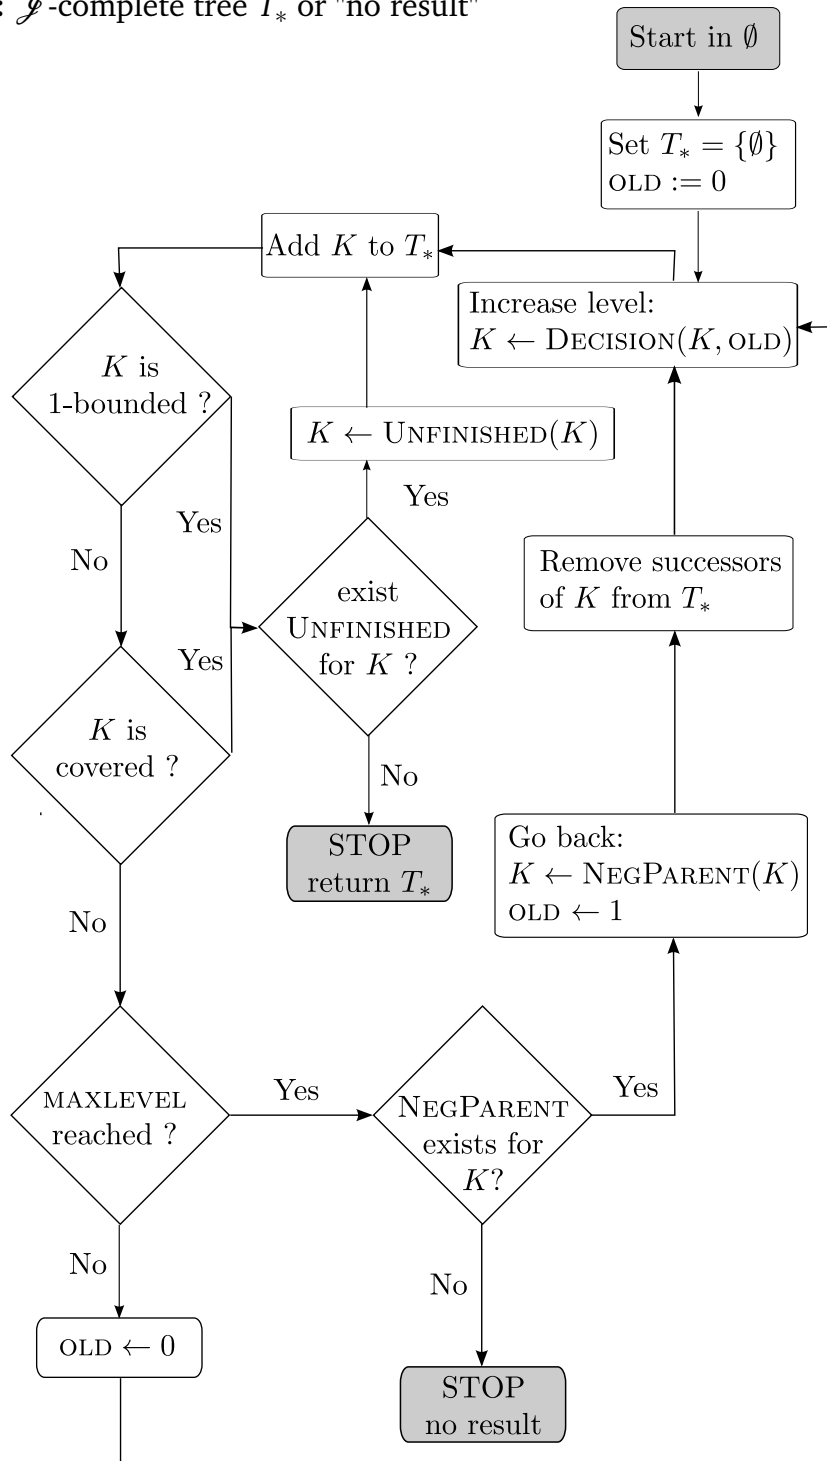 : 𝒥-complete tree T∗ or "no result"
Start in ∅
Set T∗ = {∅}
OLD := 0
Add K to T∗
Increase level:
K ← DECISION(K, OLD)
K is
1-bounded ?
K ← UNFINISHED(K)
Yes
Yes
No
exist
UNFINISHED
for K ?
Remove successors
of K from T∗
Yes
K is
covered ?
No
STOP
return T∗
Go back:
K ← NEGPARENT(K)
OLD ← 1
No
MAXLEVEL
reached ?
Yes
NEGPARENT
exists for
K?
Yes
No
No
OLD ← 0
STOP
no result